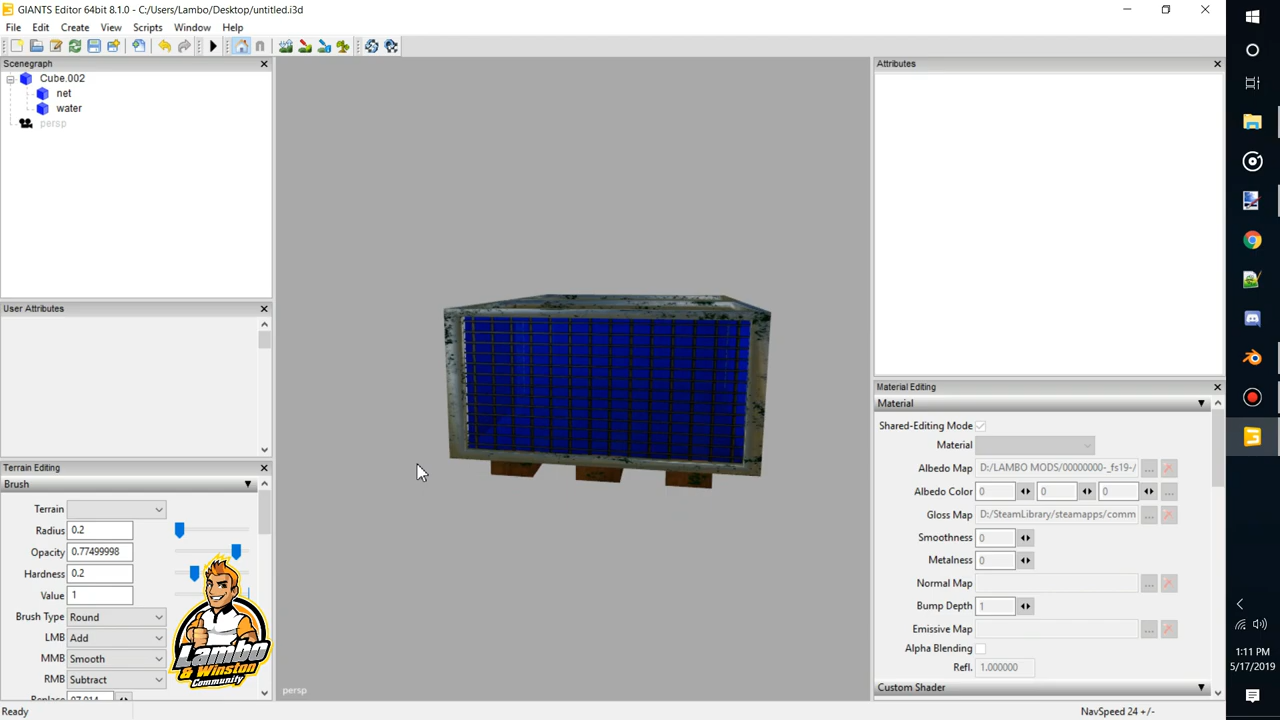 GIANTS Editor 64bit 8.1.0 - C:/Users/Lambo/Desktop/untitled.i3d
File Edit Create View Scripts Window Help
Scenegraph
Cube.002
net
water
persp
User Attributes
Terrain Editing
Brush
Terrain
Radius 0.2
Opacity 0.77499998
Hardness 0.2
Value 1
Brush Type Round
LMB Add
MMB Smooth
RMB Subtract
Lambo
& Winston
Community
Ready
persp
Attributes
Material Editing
Material
Shared-Editing Mode
Material
Albedo Map D:/LAMBO MODS/00000000-_fs19-/ ...
Albedo Color 0 0 0 ...
Gloss Map D:/SteamLibrary/steamapps/comm ...
Smoothness 0
Metalness 0
Normal Map ...
Bump Depth 1
Emissive Map ...
Alpha Blending
Refl. 1.000000
Custom Shader
NavSpeed 24 +/-
1:11 PM
5/17/2019